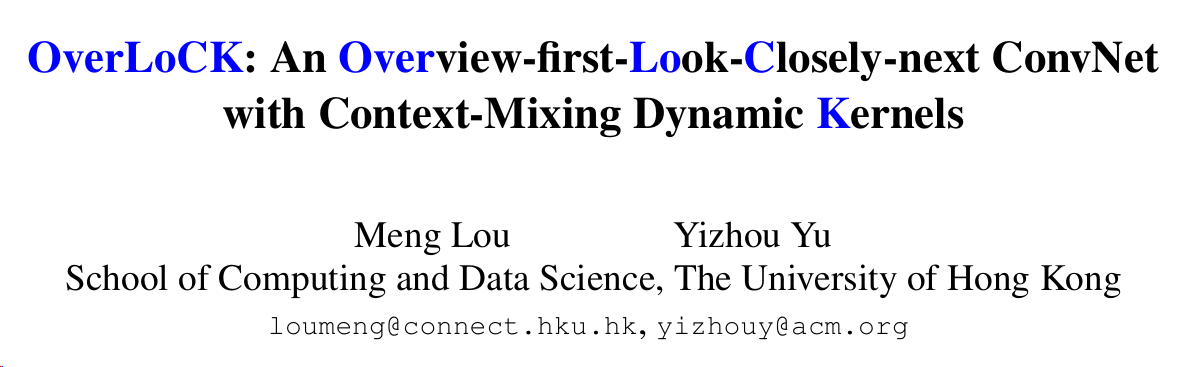 OverLoCK: An Overview-first-Look-Closely-next ConvNet
with Context-Mixing Dynamic Kernels
Meng Lou Yizhou Yu
School of Computing and Data Science, The University of Hong Kong
loumeng@connect.hku.hk, yizhouy@acm.org